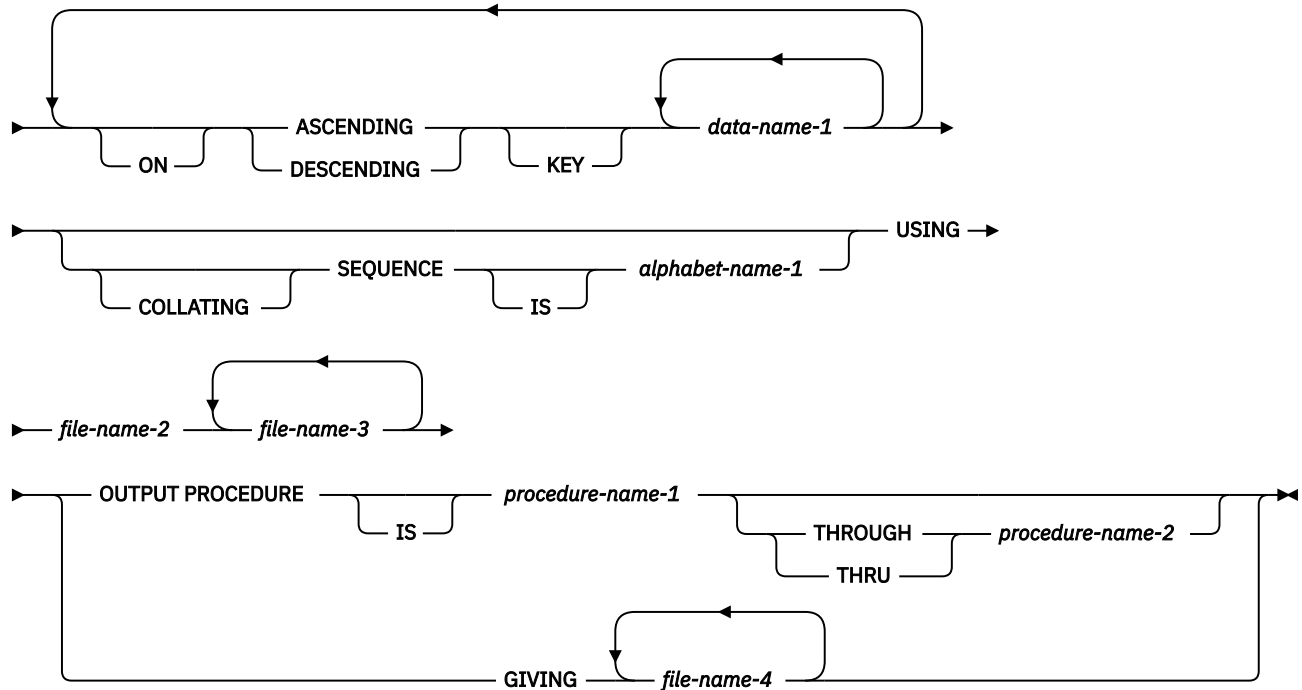 ASCENDING data-name-1
ON DESCENDING KEY
USING
SEQUENCE alphabet-name-1
COLLATING IS
file-name-2 file-name-3
OUTPUT PROCEDURE procedure-name-1
IS THROUGH procedure-name-2
THRU
GIVING file-name-4